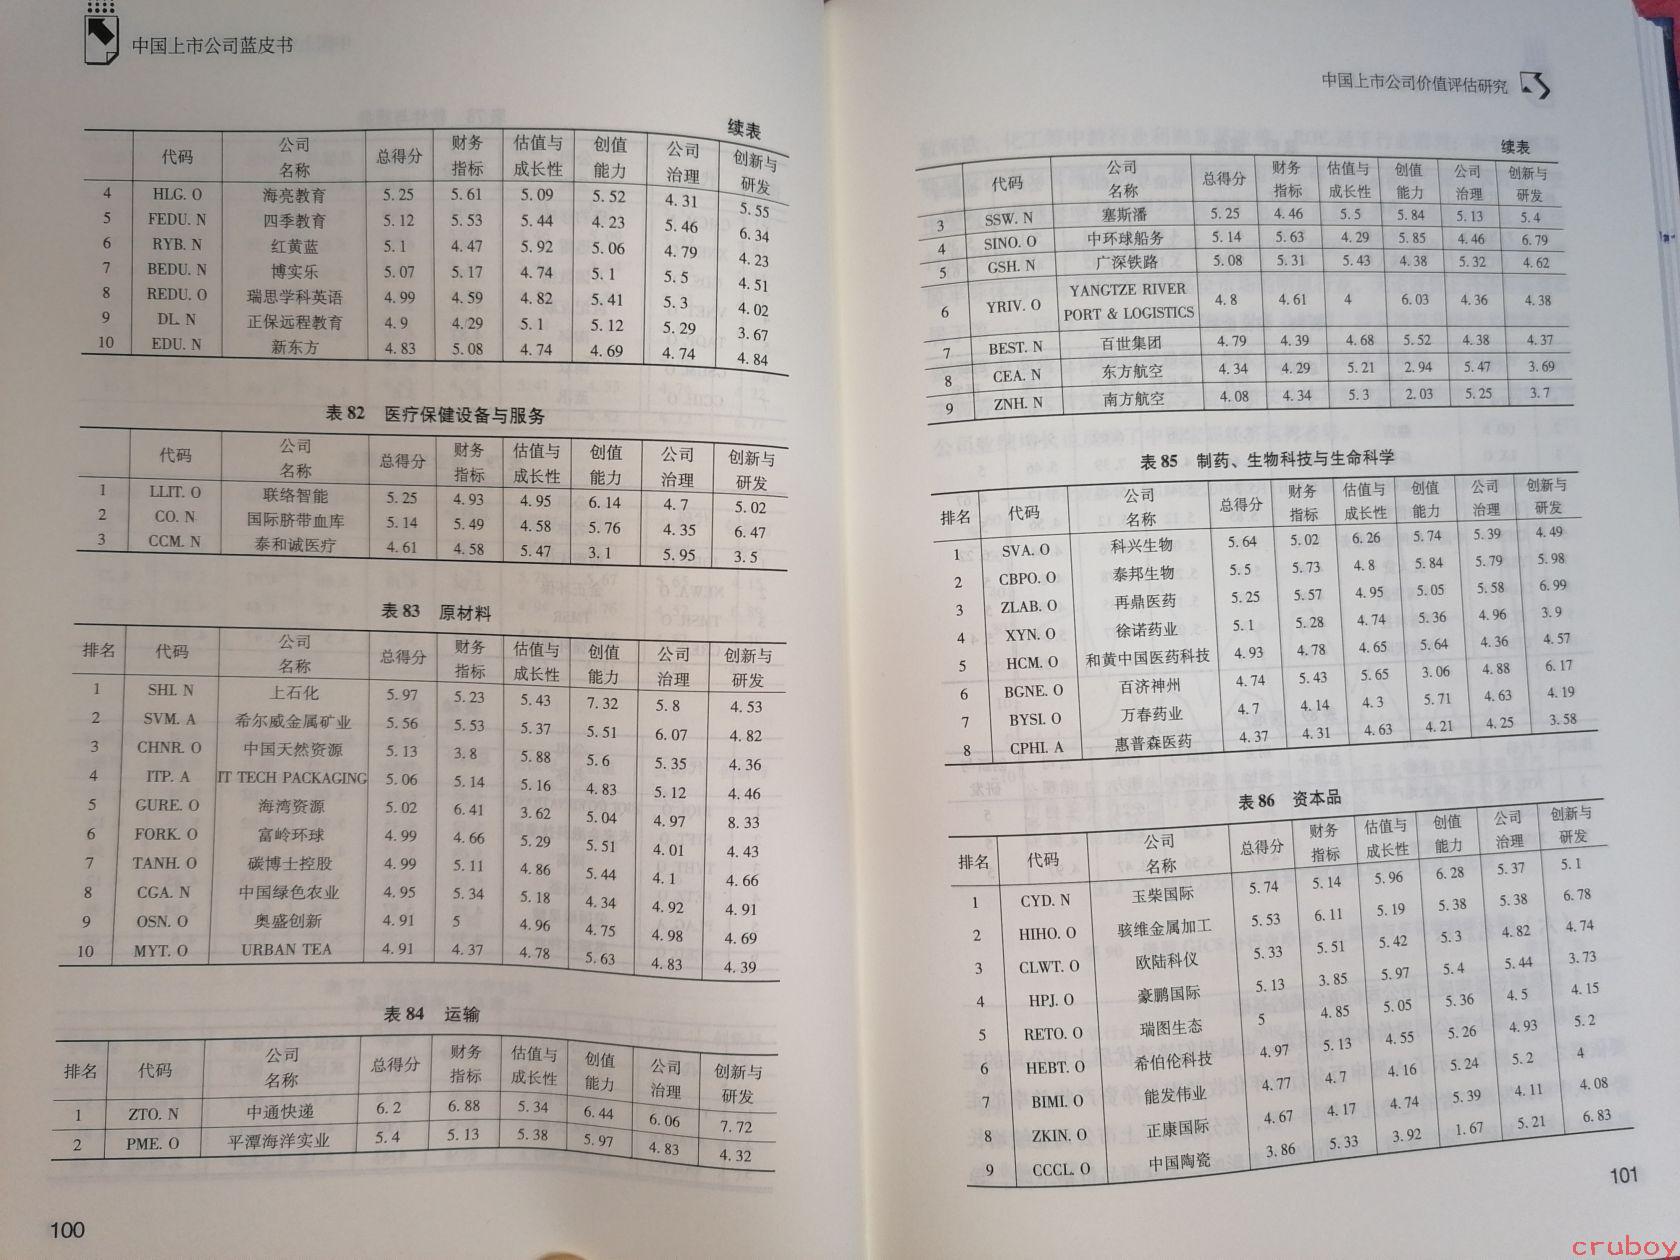 中国上市公司蓝皮书
续表
代码 公司名称 总得分 财务指标 估值与成长性 创值能力 公司治理 创新与研发
4 HLG. O 海亮教育 5. 25 5. 61 5. 09 5. 52 4. 31 5. 55
5 FEDU. N 四季教育 5. 12 5. 53 5. 44 4. 23 5. 46 6. 34
6 RYB. N 红黄蓝 5. 1 4. 47 5. 92 5. 06 4. 79 4. 23
7 BEDU. N 博实乐 5. 07 5. 17 4. 74 5. 1 5. 5 4. 51
8 REDU. O 瑞思学科英语 4. 99 4. 59 4. 82 5. 41 5. 3 4. 02
9 DL. N 正保远程教育 4. 9 4. 29 5. 1 5. 12 5. 29 3. 67
10 EDU. N 新东方 4. 83 5. 08 4. 74 4. 69 4. 74 4. 84
表 82 医疗保健设备与服务
代码 公司名称 总得分 财务指标 估值与成长性 创值能力 公司治理 创新与研发
1 LLIT. O 联络智能 5. 25 4. 93 4. 95 6. 14 4. 7 5. 02
2 CO. N 国际脐带血库 5. 14 5. 49 4. 58 5. 76 4. 35 6. 47
3 CCM. N 泰和诚医疗 4. 61 4. 58 5. 47 3. 1 5. 95 3. 5
表 83 原材料
排名 代码 公司名称 总得分 财务指标 估值与成长性 创值能力 公司治理 创新与研发
1 SHI. N 上石化 5. 97 5. 23 5. 43 7. 32 5. 8 4. 53
2 SVM. A 希尔威金属矿业 5. 56 5. 53 5. 37 5. 51 6. 07 4. 82
3 CHNR. O 中国天然资源 5. 13 3. 8 5. 88 5. 6 5. 35 4. 36
4 ITP. A IT TECH PACKAGING 5. 06 5. 14 5. 16 4. 83 5. 12 4. 46
5 GURE. O 海湾资源 5. 02 6. 41 3. 62 5. 04 4. 97 8. 33
6 FORK. O 富岭环球 4. 99 4. 66 5. 29 5. 51 4. 01 4. 43
7 TANH. O 碳博士控股 4. 99 5. 11 4. 86 5. 44 4. 1 4. 66
8 CGA. N 中国绿色农业 4. 95 5. 34 5. 18 4. 34 4. 92 4. 91
9 OSN. O 奥盛创新 4. 91 5 4. 96 4. 75 4. 98 4. 69
10 MYT. O URBAN TEA 4. 91 4. 37 4. 78 5. 63 4. 83 4. 39
表 84 运输
排名 代码 公司名称 总得分 财务指标 估值与成长性 创值能力 公司治理 创新与研发
1 ZTO. N 中通快递 6. 2 6. 88 5. 34 6. 44 6. 06 7. 72
2 PME. O 平潭海洋实业 5. 4 5. 13 5. 38 5. 97 4. 83 4. 32
100
中国上市公司价值评估研究
续表
代码 公司名称 总得分 财务指标 估值与成长性 创值能力 公司治理 创新与研发
3 SSW. N 塞斯潘 5. 25 4. 46 5. 5 5. 84 5. 13 5. 4
4 SINO. O 中环球船务 5. 14 5. 63 4. 29 5. 85 4. 46 6. 79
5 GSH. N 广深铁路 5. 08 5. 31 5. 43 4. 38 5. 32 4. 62
6 YRIV. O YANGTZE RIVER PORT & LOGISTICS 4. 8 4. 61 4 6. 03 4. 36 4. 38
7 BEST. N 百世集团 4. 79 4. 39 4. 68 5. 52 4. 38 4. 37
8 CEA. N 东方航空 4. 34 4. 29 5. 21 2. 94 5. 47 3. 69
9 ZNH. N 南方航空 4. 08 4. 34 5. 3 2. 03 5. 25 3. 7
表 85 制药、生物科技与生命科学
排名 代码 公司名称 总得分 财务指标 估值与成长性 创值能力 公司治理 创新与研发
1 SVA. O 科兴生物 5. 64 5. 02 6. 26 5. 74 5. 39 4. 49
2 CBPO. O 泰邦生物 5. 5 5. 73 4. 8 5. 84 5. 79 5. 98
3 ZLAB. O 再鼎医药 5. 25 5. 57 4. 95 5. 05 5. 58 6. 99
4 XYN. O 徐诺药业 5. 1 5. 28 4. 74 5. 36 4. 96 3. 9
5 HCM. O 和黄中国医药科技 4. 93 4. 78 4. 65 5. 64 4. 36 4. 57
6 BGNE. O 百济神州 4. 74 5. 43 5. 65 3. 06 4. 88 6. 17
7 BYSI. O 万春药业 4. 7 4. 14 4. 3 5. 71 4. 63 4. 19
8 CPHI. A 惠普森医药 4. 37 4. 31 4. 63 4. 21 4. 25 3. 58
表 86 资本品
排名 代码 公司名称 总得分 财务指标 估值与成长性 创值能力 公司治理 创新与研发
1 CYD. N 玉柴国际 5. 74 5. 14 5. 96 6. 28 5. 37 5. 1
2 HIHO. O 骇维金属加工 5. 53 6. 11 5. 19 5. 38 5. 38 6. 78
3 CLWT. O 欧陆科仪 5. 33 5. 51 5. 42 5. 3 4. 82 4. 74
4 HPJ. O 豪鹏国际 5. 13 3. 85 5. 97 5. 4 5. 44 3. 73
5 RETO. O 瑞图生态 5 4. 85 5. 05 5. 36 4. 5 4. 15
6 HEBT. O 希伯伦科技 4. 97 5. 13 4. 55 5. 26 4. 93 5. 2
7 BIMI. O 能发伟业 4. 77 4. 7 4. 16 5. 24 5. 2 4
8 ZKIN. O 正康国际 4. 67 4. 17 4. 74 5. 39 4. 11 4. 08
9 CCCL. O 中国陶瓷 3. 86 5. 33 3. 92 1. 67 5. 21 6. 83
101
cruboy